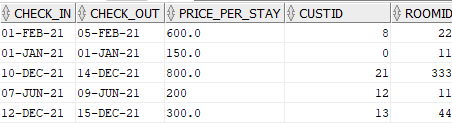 CHECK_IN CHECK_OUT PRICE_PER_STAY CUSTID ROOMID
01-FEB-21 05-FEB-21 600.0 8 22
01-JAN-21 01-JAN-21 150.0 0 11
10-DEC-21 14-DEC-21 800.0 21 333
07-JUN-21 09-JUN-21 200 12 11
12-DEC-21 15-DEC-21 300.0 13 44